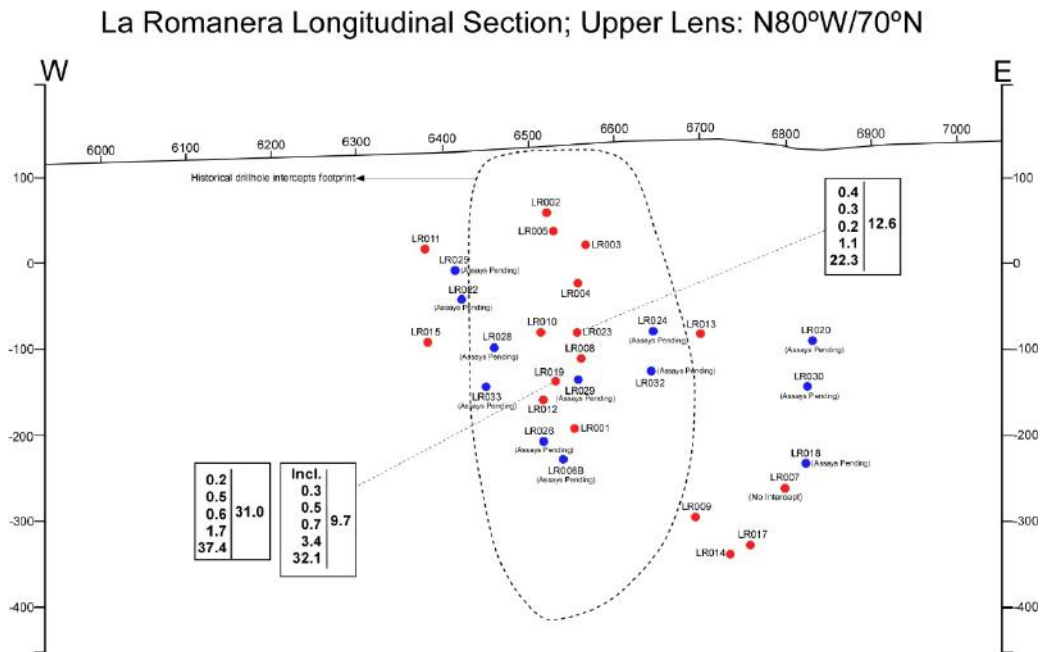 La Romanera Longitudinal Section; Upper Lens: N80ºW/70ºN
W
E
6000 6100 6200 6300 6400 6500 6600 6700 6800 6900 7000
100
Historical drillhole intercepts footprint
100
0.4
0.3
0.2
1.1
22.3
12.6
LR002
LR005
LR003
LR011
0
LR025
(Assays Pending)
0
LR004
LR022
(Assays Pending)
LR010
LR023
LR024
(Assays Pending)
LR013
LR020
(Assays Pending)
LR015
LR028
(Assays Pending)
LR008
-100
-100
LR019
LR029
(Assays Pending)
LR032
(Assays Pending)
LR030
(Assays Pending)
LR033
(Assays Pending)
LR012
LR001
-200
-200
LR026
(Assays Pending)
LR006B
(Assays Pending)
LR018
(Assays Pending)
LR007
(No Intercept)
0.2
0.5
0.6
1.7
37.4
31.0
Incl.
0.3
0.5
0.7
3.4
32.1
9.7
-300
-300
LR009
LR017
LR014
-400
-400